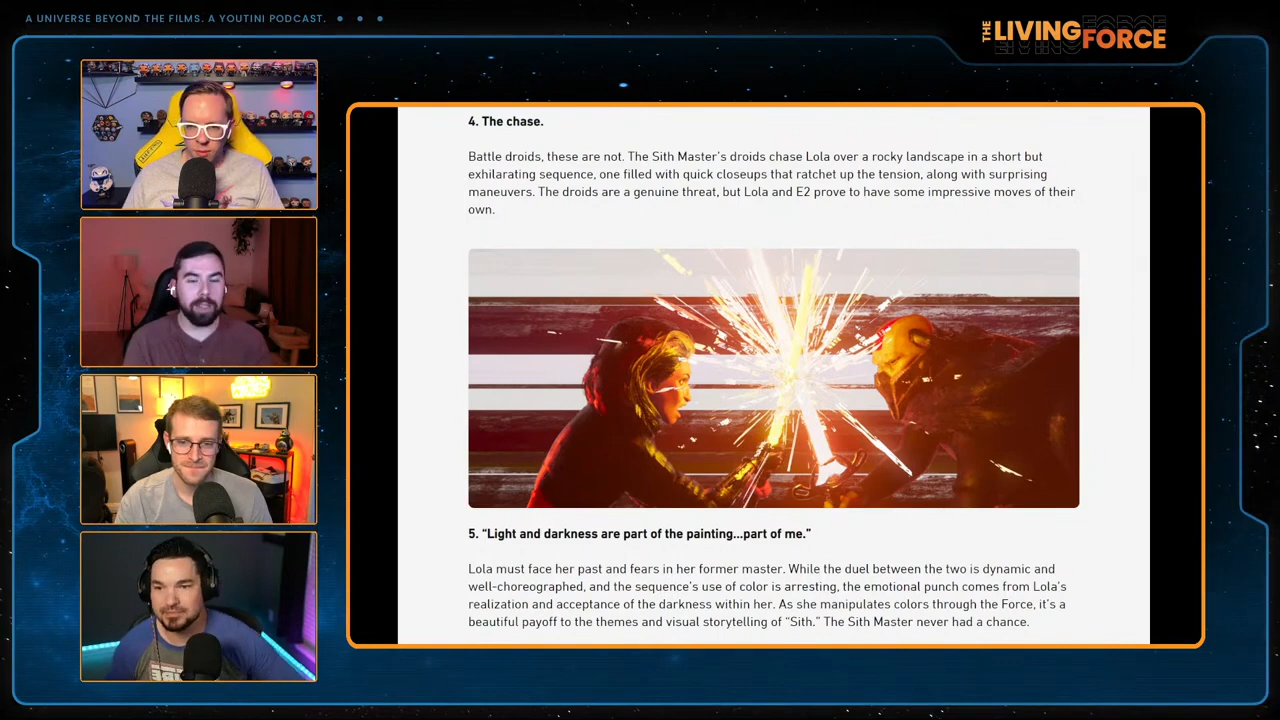 A UNIVERSE BEYOND THE FILMS. A YOUTINI PODCAST.
THE LIVING FORCE
4. The chase.
Battle droids, these are not. The Sith Master’s droids chase Lola over a rocky landscape in a short but
exhilarating sequence, one filled with quick closeups that ratchet up the tension, along with surprising
maneuvers. The droids are a genuine threat, but Lola and E2 prove to have some impressive moves of their
own.
5. “Light and darkness are part of the painting...part of me.”
Lola must face her past and fears in her former master. While the duel between the two is dynamic and
well-choreographed, and the sequence’s use of color is arresting, the emotional punch comes from Lola’s
realization and acceptance of the darkness within her. As she manipulates colors through the Force, it’s a
beautiful payoff to the themes and visual storytelling of “Sith.” The Sith Master never had a chance.